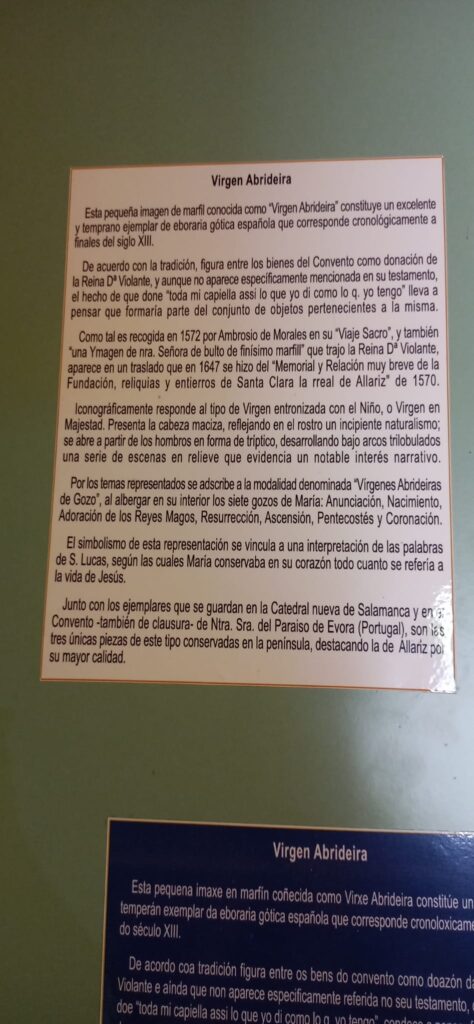 Virgen Abrideira
Esta pequeña imagen de marfil conocida como "Virgen Abrideira" constituye un excelente
y temprano ejemplar de eboraria gótica española que corresponde cronológicamente a
finales del siglo XIII.
De acuerdo con la tradición, figura entre los bienes del Convento como donación de
la Reina Dª Violante, y aunque no aparece específicamente mencionada en su testamento,
el hecho de que done "toda mi capiella assi lo que yo di como lo q. yo tengo" lleva a
pensar que formaría parte del conjunto de objetos pertenecientes a la misma.
Como tal es recogida en 1572 por Ambrosio de Morales en su "Viaje Sacro", y también
"una Ymagen de nra. Señora de bulto de finísimo marfill" que trajo la Reina Dª Violante,
aparece en un traslado que en 1647 se hizo del "Memorial y Relación muy breve de la
Fundación, reliquias y entierros de Santa Clara la rreal de Allariz" de 1570.
Iconográficamente responde al tipo de Virgen entronizada con el Niño, o Virgen en
Majestad. Presenta la cabeza maciza, reflejando en el rostro un incipiente naturalismo;
se abre a partir de los hombros en forma de tríptico, desarrollando bajo arcos trilobulados
una serie de escenas en relieve que evidencia un notable interés narrativo.
Por los temas representados se adscribe a la modalidad denominada "Vírgenes Abrideiras
de Gozo", al albergar en su interior los siete gozos de María: Anunciación, Nacimiento,
Adoración de los Reyes Magos, Resurrección, Ascensión, Pentecostés y Coronación.
El simbolismo de esta representación se vincula a una interpretación de las palabras
de S. Lucas, según las cuales María conservaba en su corazón todo cuanto se refería a
la vida de Jesús.
Junto con los ejemplares que se guardan en la Catedral nueva de Salamanca y en el
Convento -también de clausura- de Ntra. Sra. del Paraiso de Evora (Portugal), son las
tres únicas piezas de este tipo conservadas en la península, destacando la de Allariz por
su mayor calidad.
Virgen Abrideira
Esta pequena imaxe en marfín coñecida como Virxe Abrideira constitúe un
temperán exemplar da eboraria gótica española que corresponde cronoloxicame
do século XIII.
De acordo coa tradición figura entre os bens do convento como doazón da
Violante e aínda que non aparece especificamente referida no seu testamento,
doe "toda mi capiella assi lo que yo di como lo q. yo tengo"